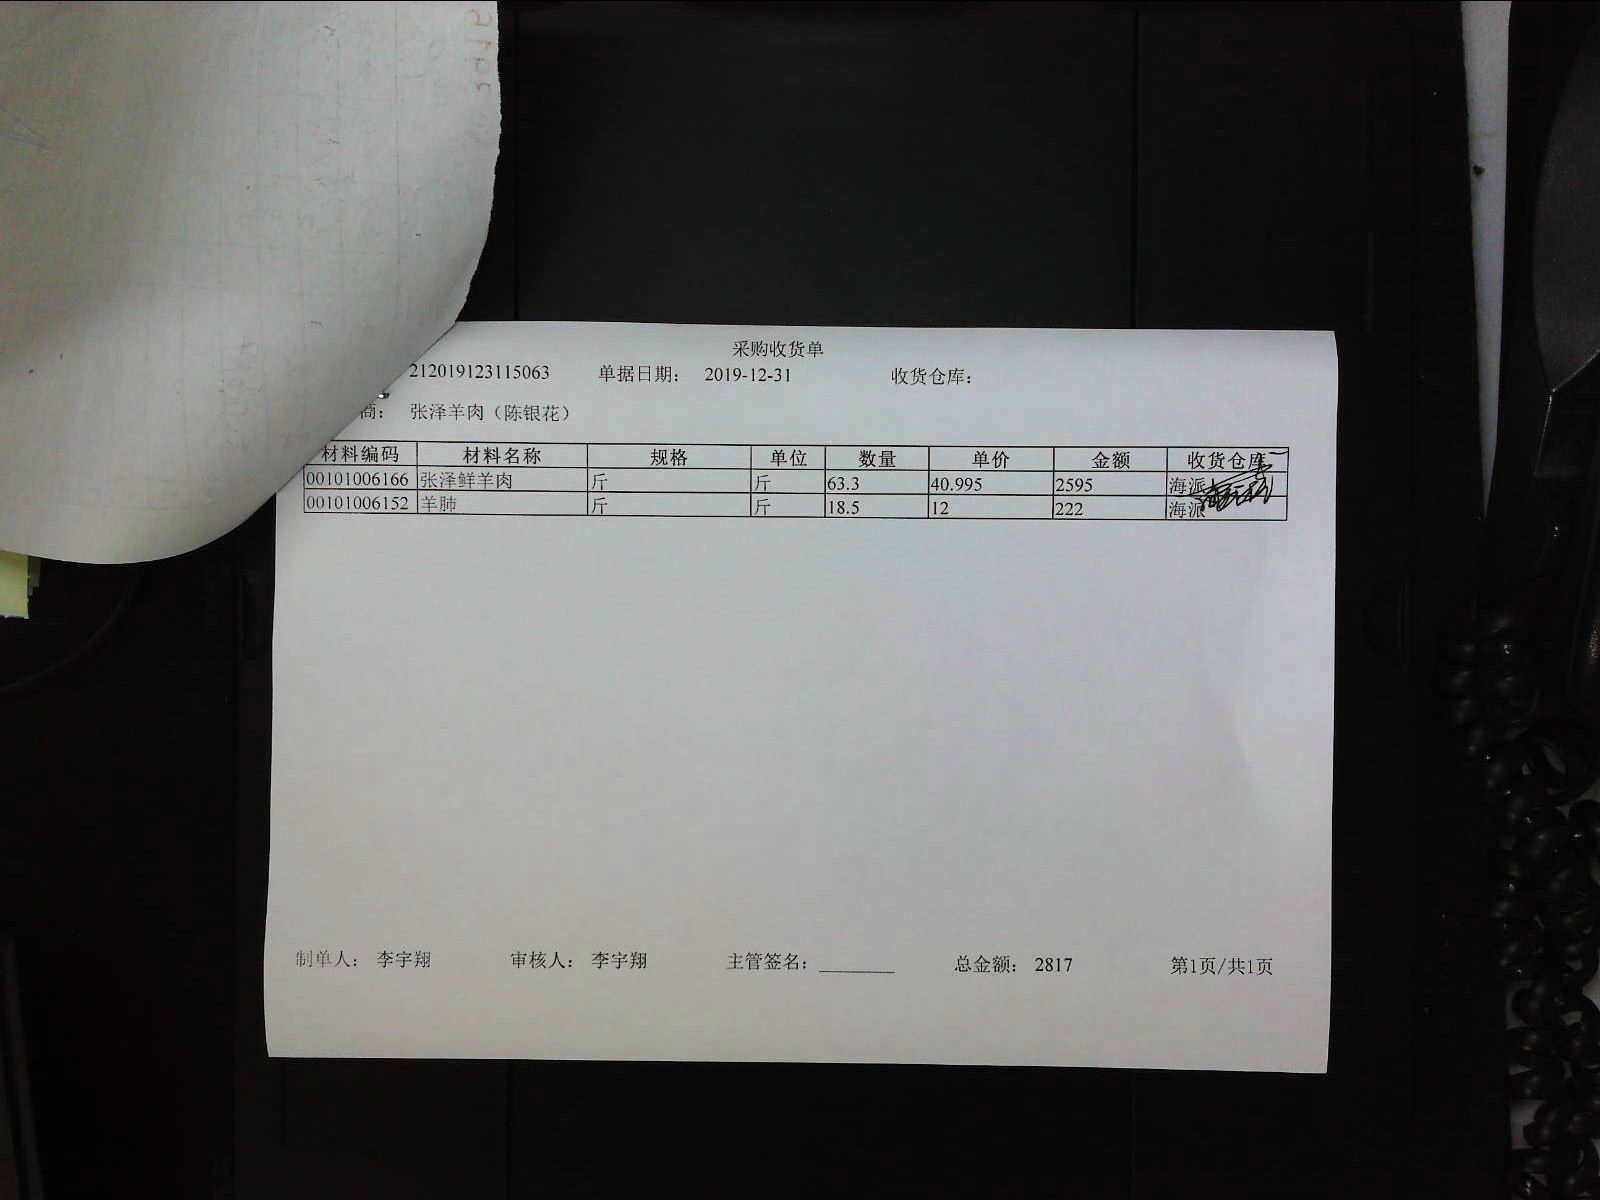 采购收货单
212019123115063 单据日期： 2019-12-31 收货仓库：
商： 张泽羊肉（陈银花）
材料编码 材料名称 规格 单位 数量 单价 金额 收货仓库
00101006166 张泽鲜羊肉 斤 斤 63.3 40.995 2595 海派
00101006152 羊肺 斤 斤 18.5 12 222 海派
制单人： 李宇翔 审核人： 李宇翔 主管签名： 总金额： 2817 第1页/共1页